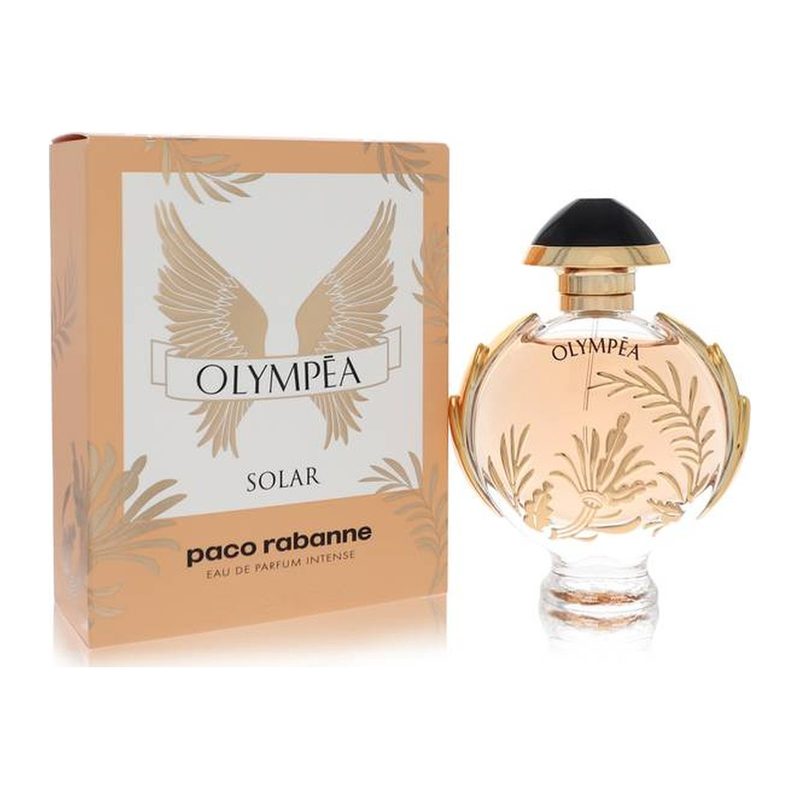 OLYMPĒA
SOLAR
paco rabanne
EAU DE PARFUM INTENSE
OLYMPĒA